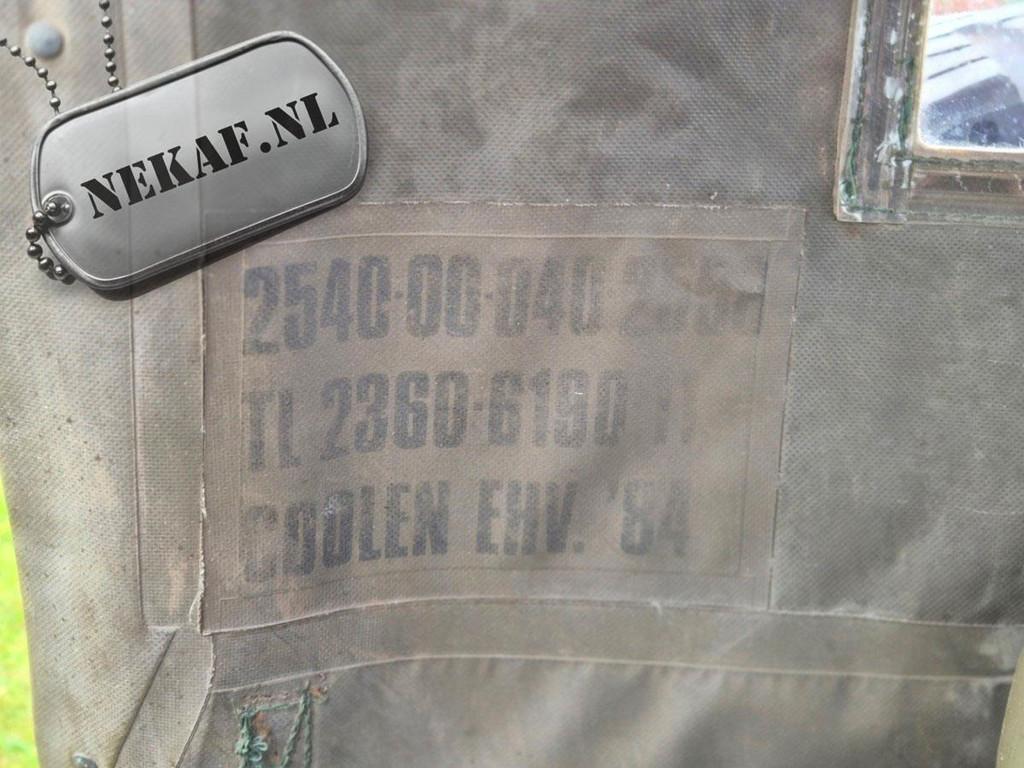 NEKAF.NL
2540-00-040
TL 2360-6190
COOLEN EHV. '84